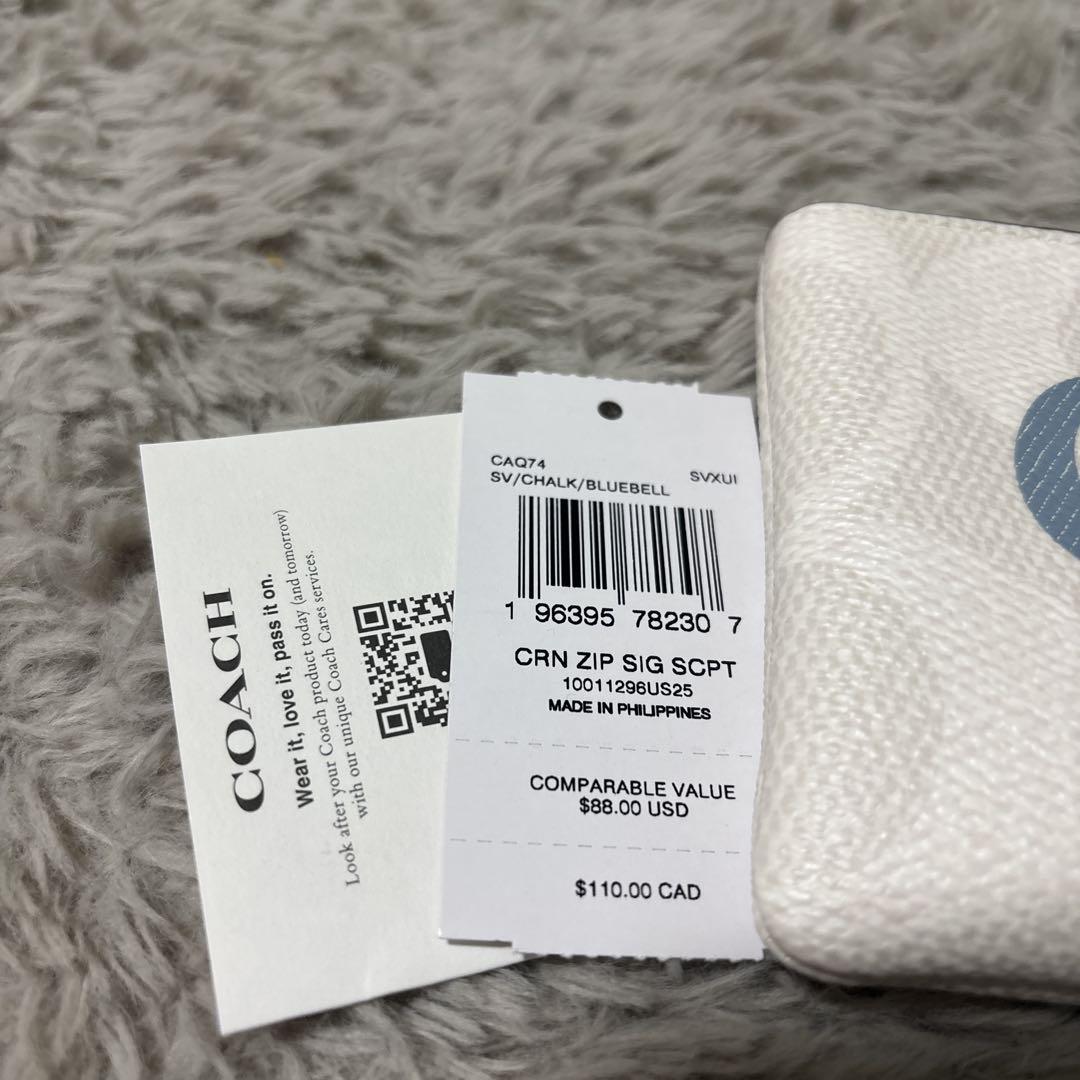 COACH
Wear it, love it, pass it on.
Look after your Coach product today (and tomorrow)
with our unique Coach Cares services.
CAQ74
SV/CHALK/BLUEBELL SVXUI
1 96395 78230 7
CRN ZIP SIG SCPT
10011296US25
MADE IN PHILIPPINES
COMPARABLE VALUE
$88.00 USD
$110.00 CAD